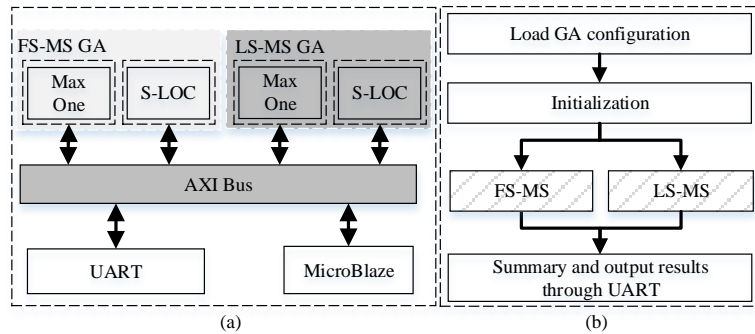 FS-MS GA
LS-MS GA
Max
One
S-LOC
Max
One
S-LOC
AXI Bus
UART
MicroBlaze
(a)
Load GA configuration
Initialization
FS-MS
LS-MS
Summary and output results
through UART
(b)